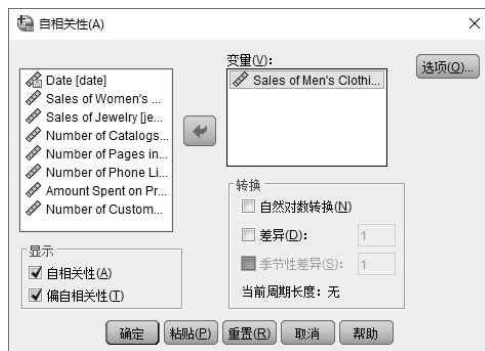 自相关性(A)
Date [date]
Sales of Women's ...
Sales of Jewelry [je...
Number of Catalogs...
Number of Pages in...
Number of Phone Li...
Amount Spent on Pr...
Number of Custom...
变量(V):
Sales of Men's Clothi...
选项(O)...
显示
自相关性(A)
偏自相关性(T)
转换
自然对数转换(N)
差异(D): 1
季节性差异(S): 1
当前周期长度: 无
确定 粘贴(P) 重置(R) 取消 帮助